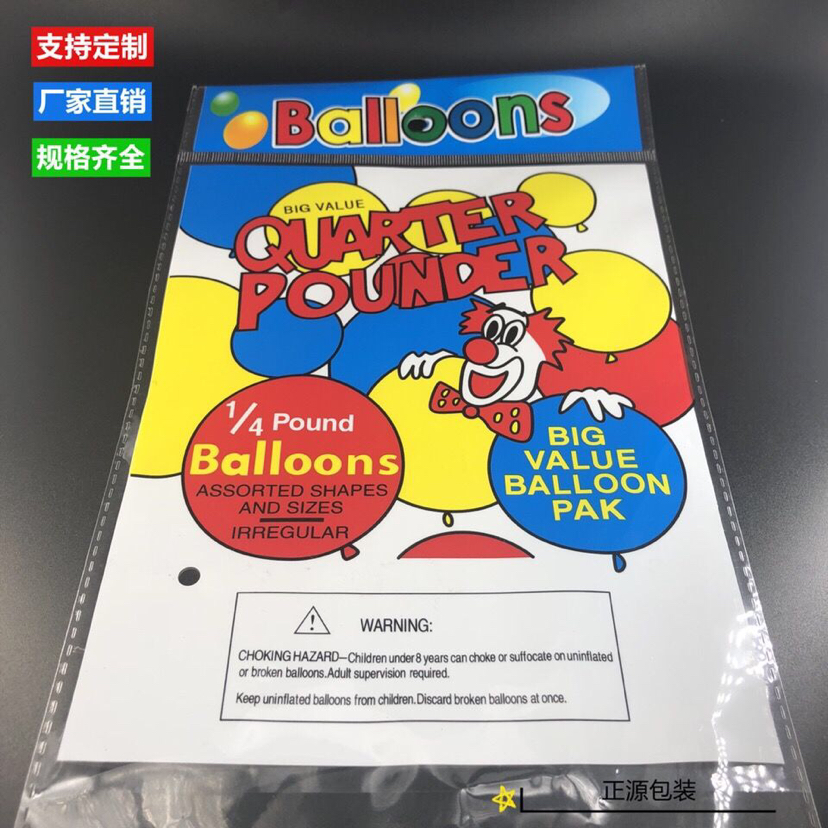 支持定制
厂家直销
规格齐全
Balloons
BIG VALUE
QUARTER
POUNDER
1/4 Pound
Balloons
ASSORTED SHAPES
AND SIZES
IRREGULAR
BIG
VALUE
BALLOON
PAK
WARNING:
CHOKING HAZARD—Children under 8 years can choke or suffocate on uninflated
or broken balloons.Adult supervision required.
Keep uninflated balloons from children.Discard broken balloons at once.
正源包装